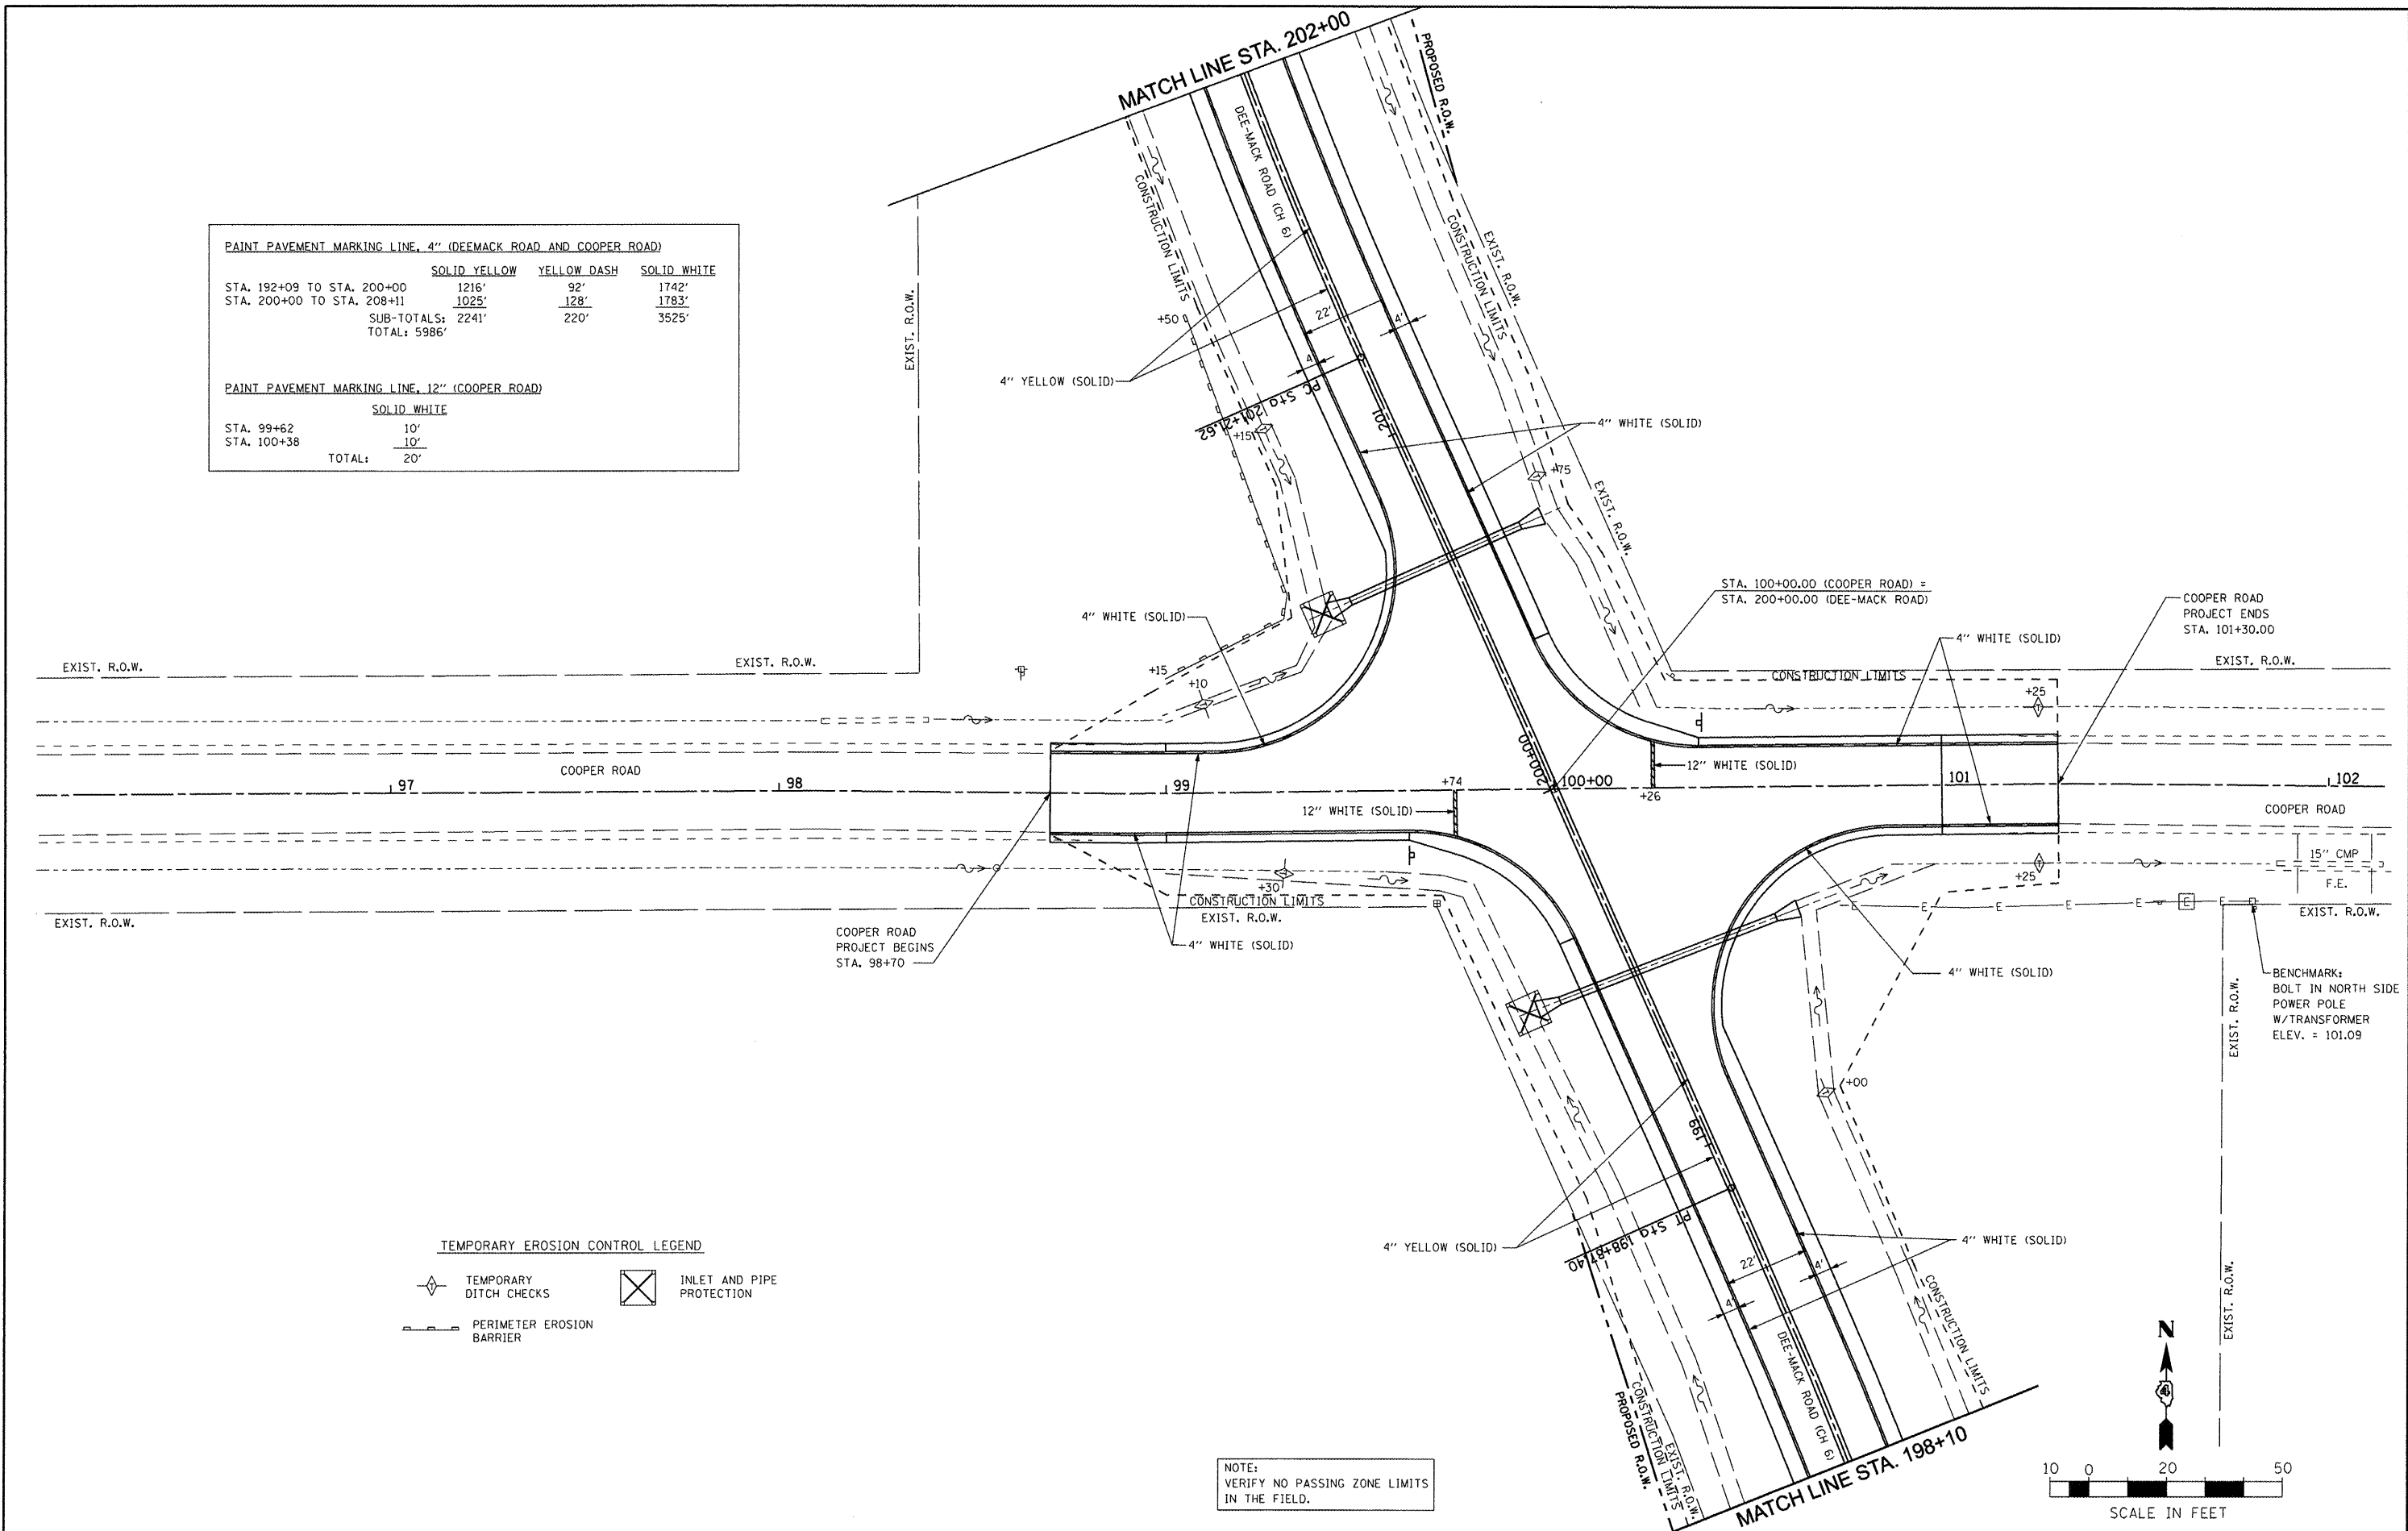 MATCH LINE STA. 202+00
PROPOSED R.O.W.
DEE-MACK ROAD (CH 6)
CONSTRUCTION LIMITS
CONSTRUCTION LIMITS
EXIST. R.O.W.
PAINT PAVEMENT MARKING LINE, 4" (DEEMACK ROAD AND COOPER ROAD)
SOLID YELLOW YELLOW DASH SOLID WHITE
STA. 192+09 TO STA. 200+00 1216' 92' 1742'
STA. 200+00 TO STA. 208+11 1025' 128' 1783'
SUB-TOTALS: 2241' 220' 3525'
TOTAL: 5986'
PAINT PAVEMENT MARKING LINE, 12" (COOPER ROAD)
SOLID WHITE
STA. 99+62 10'
STA. 100+38 10'
TOTAL: 20'
EXIST. R.O.W.
+50
22'
4'
4'
4" YELLOW (SOLID)
PC Sta 201+21.62
+15
201
4" WHITE (SOLID)
+75
EXIST. R.O.W.
STA. 100+00.00 (COOPER ROAD) =
STA. 200+00.00 (DEE-MACK ROAD)
COOPER ROAD
PROJECT ENDS
STA. 101+30.00
4" WHITE (SOLID)
4" WHITE (SOLID)
EXIST. R.O.W.
EXIST. R.O.W.
+15
+10
CONSTRUCTION LIMITS
+25
EXIST. R.O.W.
COOPER ROAD
97
98
99
+74
200+00
100+00
12" WHITE (SOLID)
+26
101
102
12" WHITE (SOLID)
COOPER ROAD
15" CMP
F.E.
+30
+25
CONSTRUCTION LIMITS
EXIST. R.O.W.
EXIST. R.O.W.
E E E E E E
EXIST. R.O.W.
COOPER ROAD
PROJECT BEGINS
STA. 98+70
4" WHITE (SOLID)
4" WHITE (SOLID)
BENCHMARK:
BOLT IN NORTH SIDE
POWER POLE
W/TRANSFORMER
ELEV. = 101.09
EXIST. R.O.W.
+00
199
PT Sta 198+87.40
4" YELLOW (SOLID)
4" WHITE (SOLID)
22'
4'
4'
DEE-MACK ROAD (CH 6)
CONSTRUCTION LIMITS
EXIST. R.O.W.
PROPOSED R.O.W.
CONSTRUCTION LIMITS
EXIST. R.O.W.
MATCH LINE STA. 198+10
TEMPORARY EROSION CONTROL LEGEND
T TEMPORARY
DITCH CHECKS
INLET AND PIPE
PROTECTION
PERIMETER EROSION
BARRIER
NOTE:
VERIFY NO PASSING ZONE LIMITS
IN THE FIELD.
N
4
10 0 20 50
SCALE IN FEET